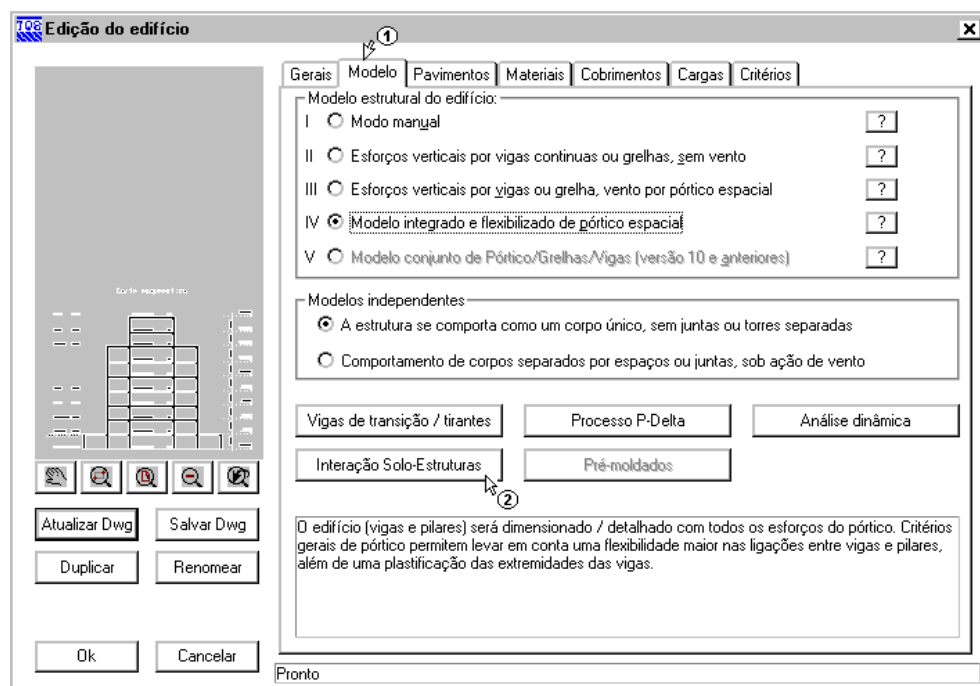 TQS Edição do edifício
1
Gerais Modelo Pavimentos Materiais Cobrimentos Cargas Critérios
Modelo estrutural do edifício:
I Modo manual ?
II Esforços verticais por vigas continuas ou grelhas, sem vento ?
III Esforços verticais por vigas ou grelha, vento por pórtico espacial ?
IV Modelo integrado e flexibilizado de pórtico espacial ?
V Modelo conjunto de Pórtico/Grelhas/Vigas (versão 10 e anteriores) ?
Corte esquemático
Modelos independentes
A estrutura se comporta como um corpo único, sem juntas ou torres separadas
Comportamento de corpos separados por espaços ou juntas, sob ação de vento
Vigas de transição / tirantes Processo P-Delta Análise dinâmica
Interação Solo-Estruturas Pré-moldados
2
Atualizar Dwg Salvar Dwg
Duplicar Renomear
O edifício (vigas e pilares) será dimensionado / detalhado com todos os esforços do pórtico. Critérios
gerais de pórtico permitem levar em conta uma flexibilidade maior nas ligações entre vigas e pilares,
além de uma plastificação das extremidades das vigas.
Ok Cancelar
Pronto